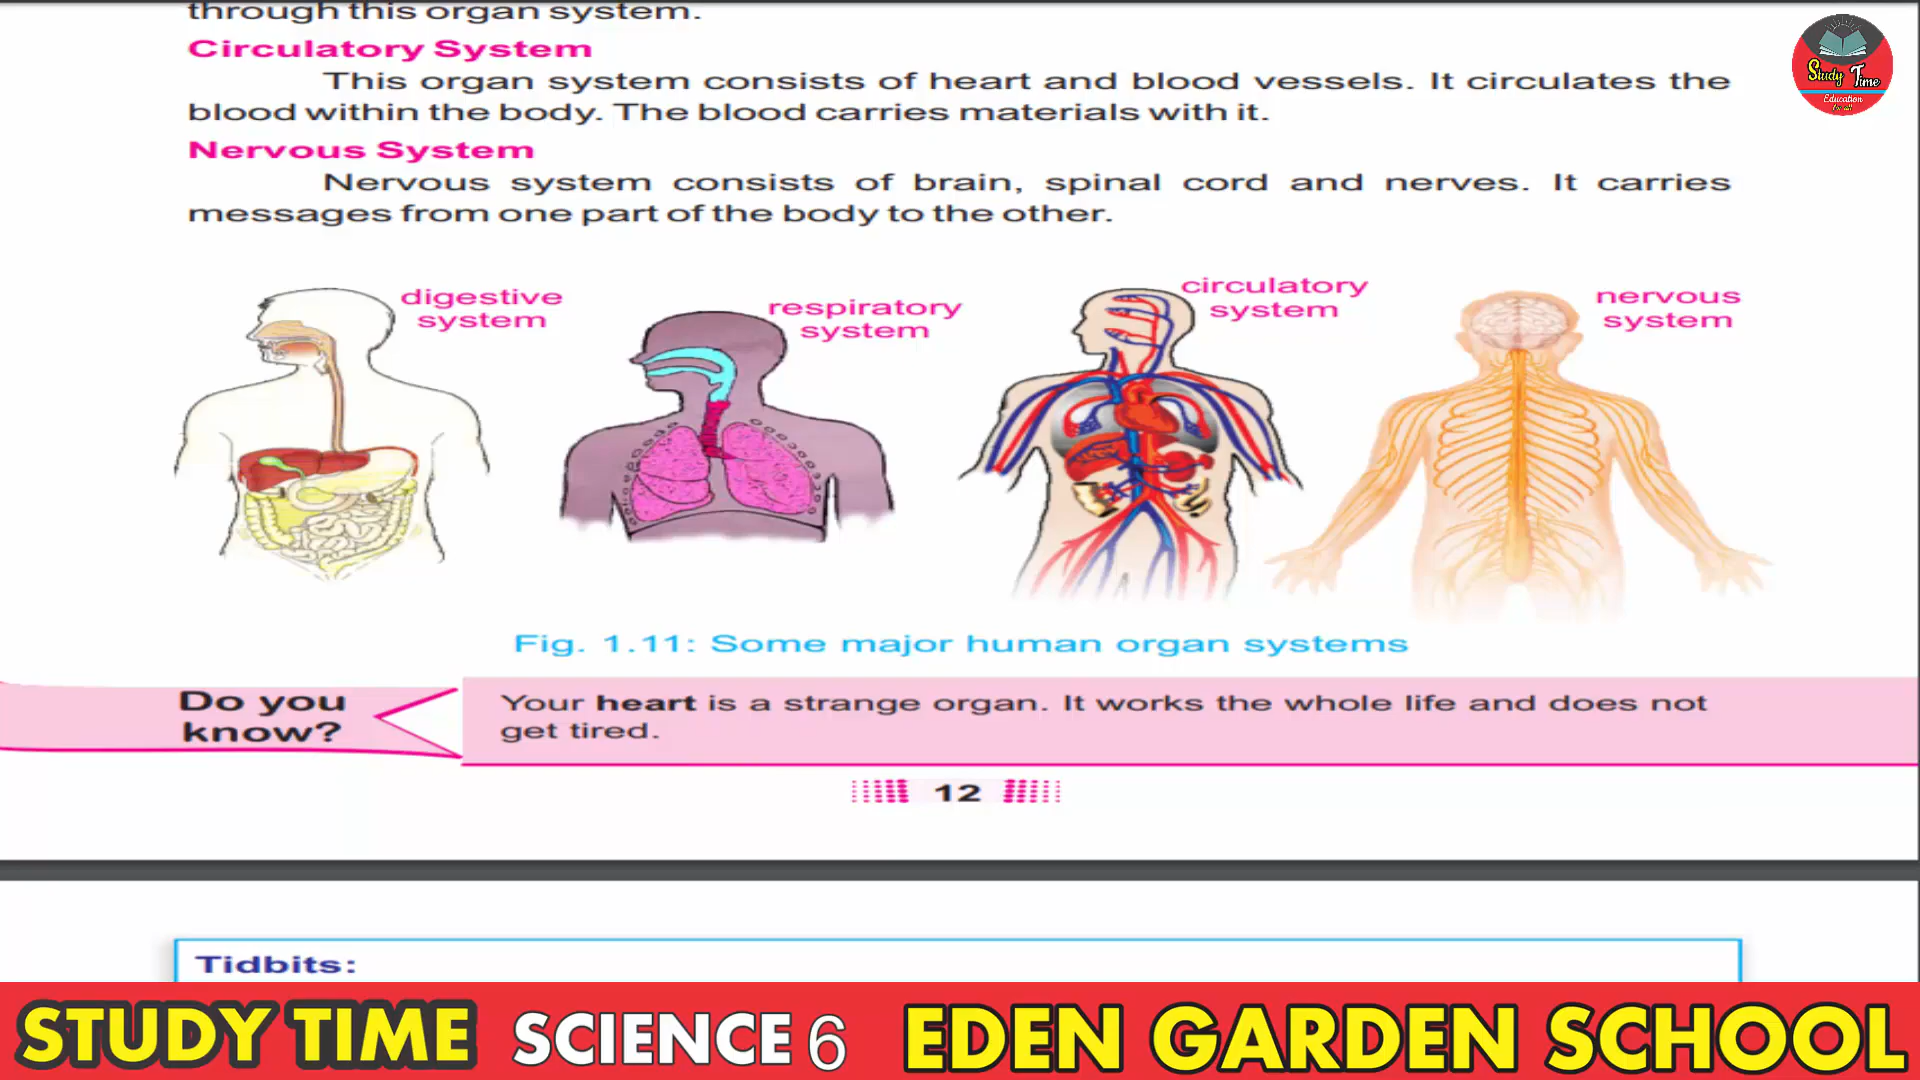 through this organ system.
Circulatory System
This organ system consists of heart and blood vessels. It circulates the
blood within the body. The blood carries materials with it.
Nervous System
Nervous system consists of brain, spinal cord and nerves. It carries
messages from one part of the body to the other.
digestive
system
respiratory
system
circulatory
system
nervous
system
Fig. 1.11: Some major human organ systems
Do you
know?
Your heart is a strange organ. It works the whole life and does not
get tired.
12
Tidbits:
Study Time
Education
for all
STUDY TIME SCIENCE 6 EDEN GARDEN SCHOOL